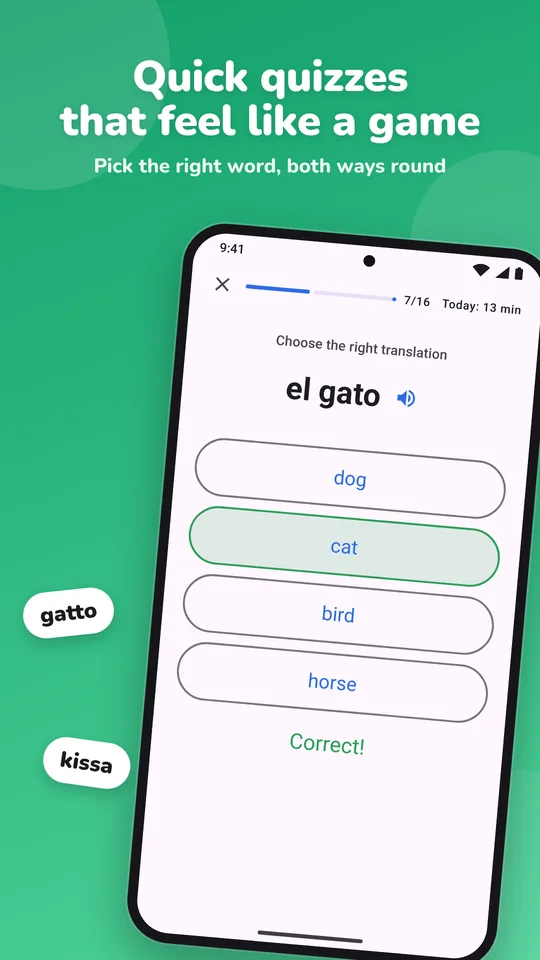 Quick quizzes
that feel like a game
Pick the right word, both ways round
9:41
7/16 Today: 13 min
Choose the right translation
el gato
dog
cat
bird
horse
Correct!
gatto
kissa